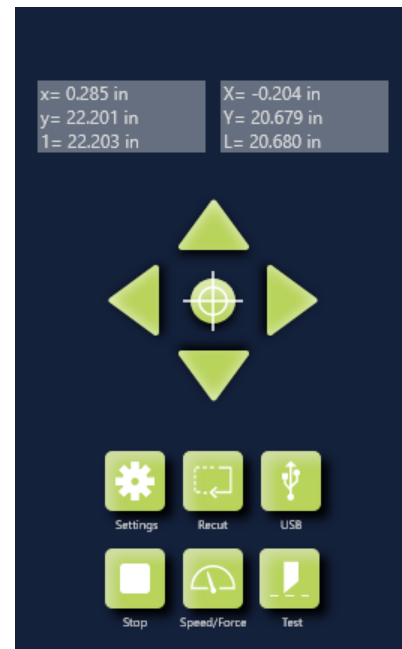 x= 0.285 in
y= 22.201 in
1= 22.203 in
X= -0.204 in
Y= 20.679 in
L= 20.680 in
Settings
Recut
USB
Stop
Speed/Force
Test